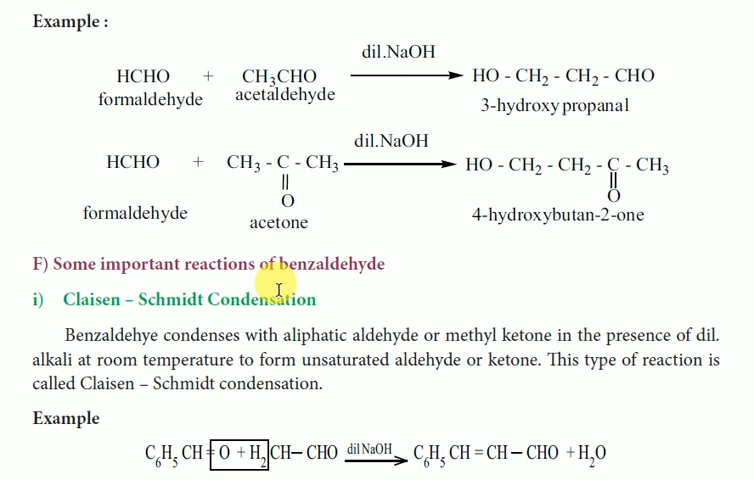 Example :
dil.NaOH
HCHO + CH₃CHO ⟶ HO - CH₂ - CH₂ - CHO
formaldehyde acetaldehyde 3-hydroxy propanal
dil.NaOH
HCHO + CH₃ - C - CH₃ ⟶ HO - CH₂ - CH₂ - C - CH₃
|| ||
O O
formaldehyde acetone 4-hydroxybutan-2-one
F) Some important reactions of benzaldehyde
i) Claisen – Schmidt Condensation
Benzaldehye condenses with aliphatic aldehyde or methyl ketone in the presence of dil.
alkali at room temperature to form unsaturated aldehyde or ketone. This type of reaction is
called Claisen – Schmidt condensation.
Example
C₆H₅ CH = O + H₂ CH – CHO dil NaOH ⟶ C₆H₅ CH = CH – CHO + H₂O